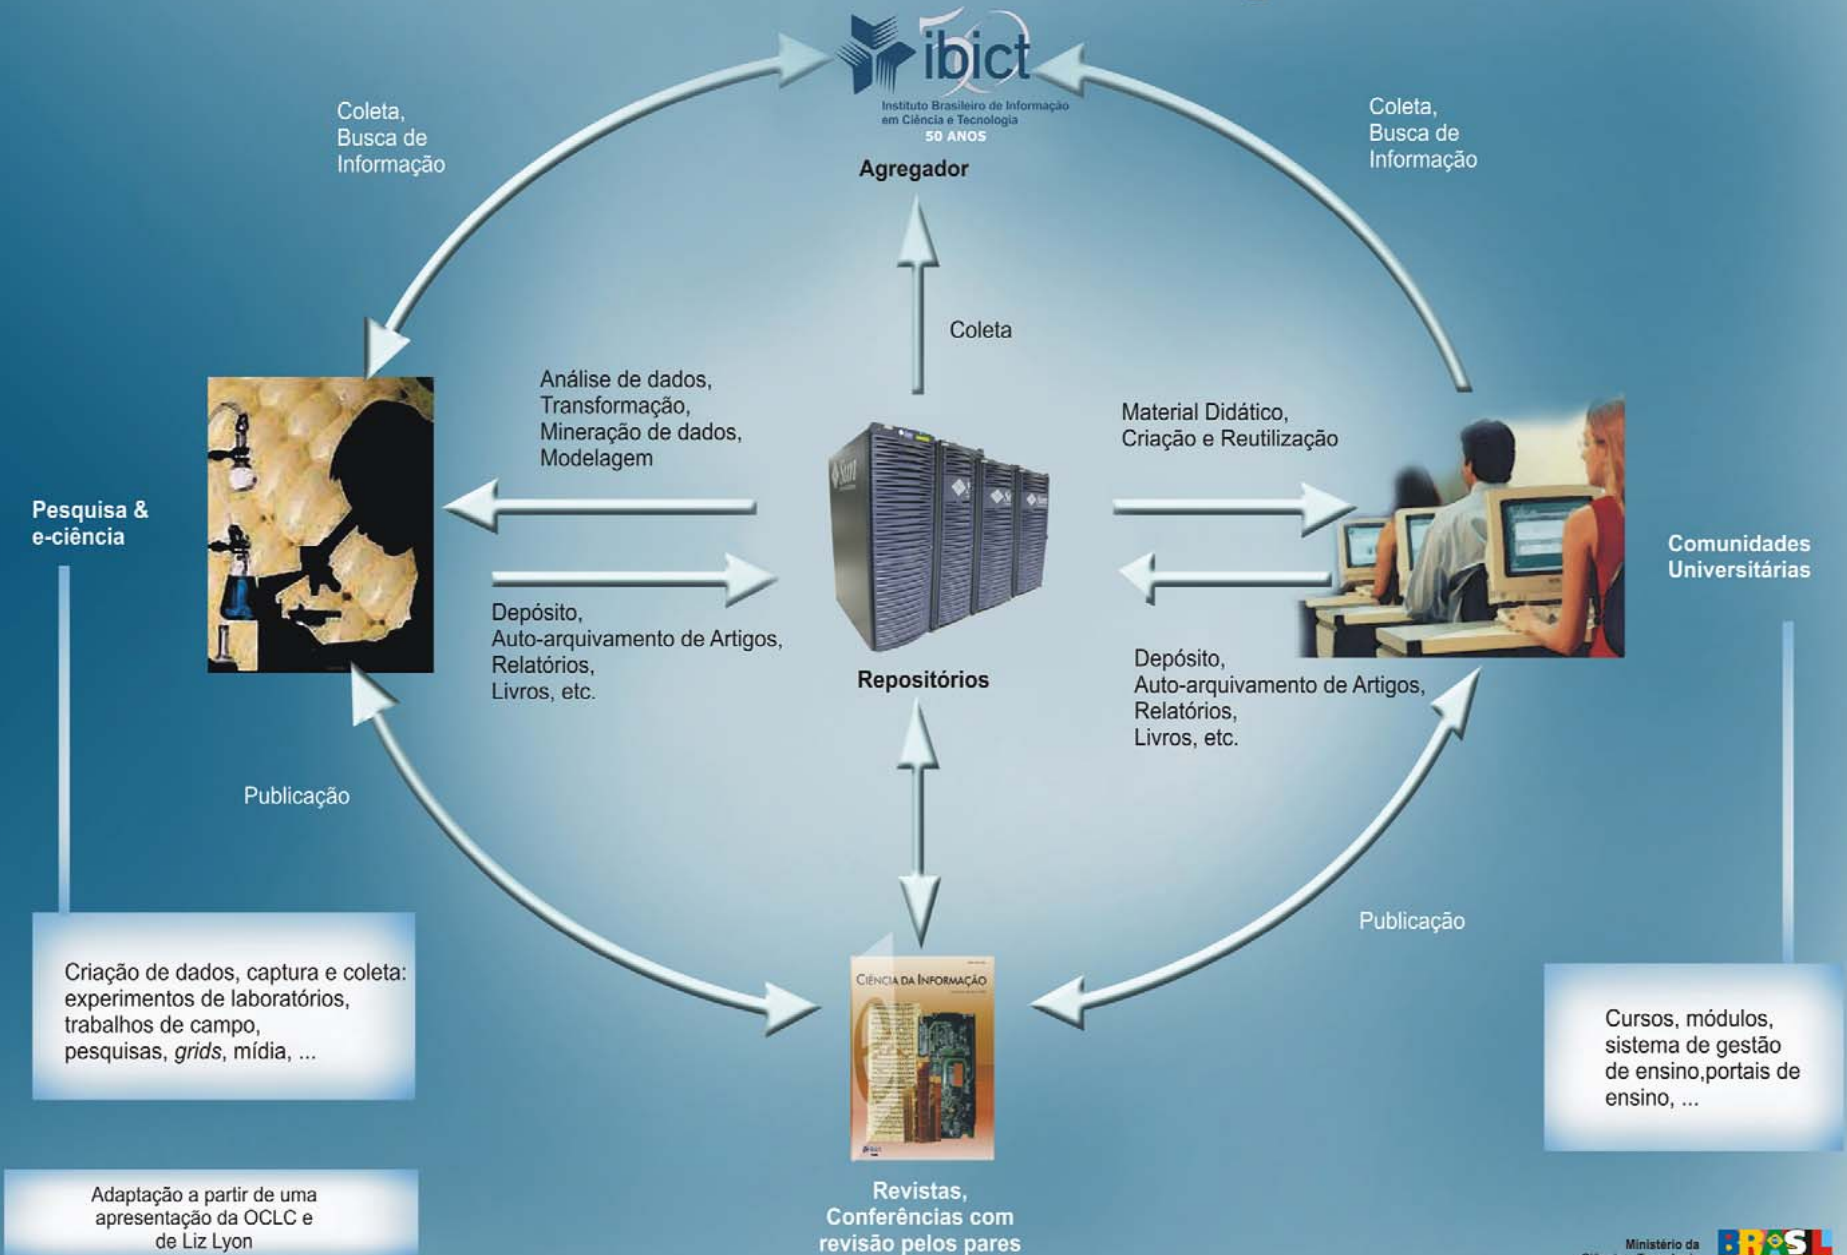 ibict
Instituto Brasileiro de Informação
em Ciência e Tecnologia
50 ANOS
Agregador
Coleta,
Busca de
Informação
Coleta,
Busca de
Informação
Coleta
Análise de dados,
Transformação,
Mineração de dados,
Modelagem
Material Didático,
Criação e Reutilização
Sun
Pesquisa &
e-ciência
Comunidades
Universitárias
Depósito,
Auto-arquivamento de Artigos,
Relatórios,
Livros, etc.
Repositórios
Depósito,
Auto-arquivamento de Artigos,
Relatórios,
Livros, etc.
Publicação
Publicação
Criação de dados, captura e coleta:
experimentos de laboratórios,
trabalhos de campo,
pesquisas, grids, mídia, ...
CIÊNCIA DA INFORMAÇÃO
Cursos, módulos,
sistema de gestão
de ensino,portais de
ensino, ...
Adaptação a partir de uma
apresentação da OCLC e
de Liz Lyon
Revistas,
Conferências com
revisão pelos pares
Ministério da
BRASIL